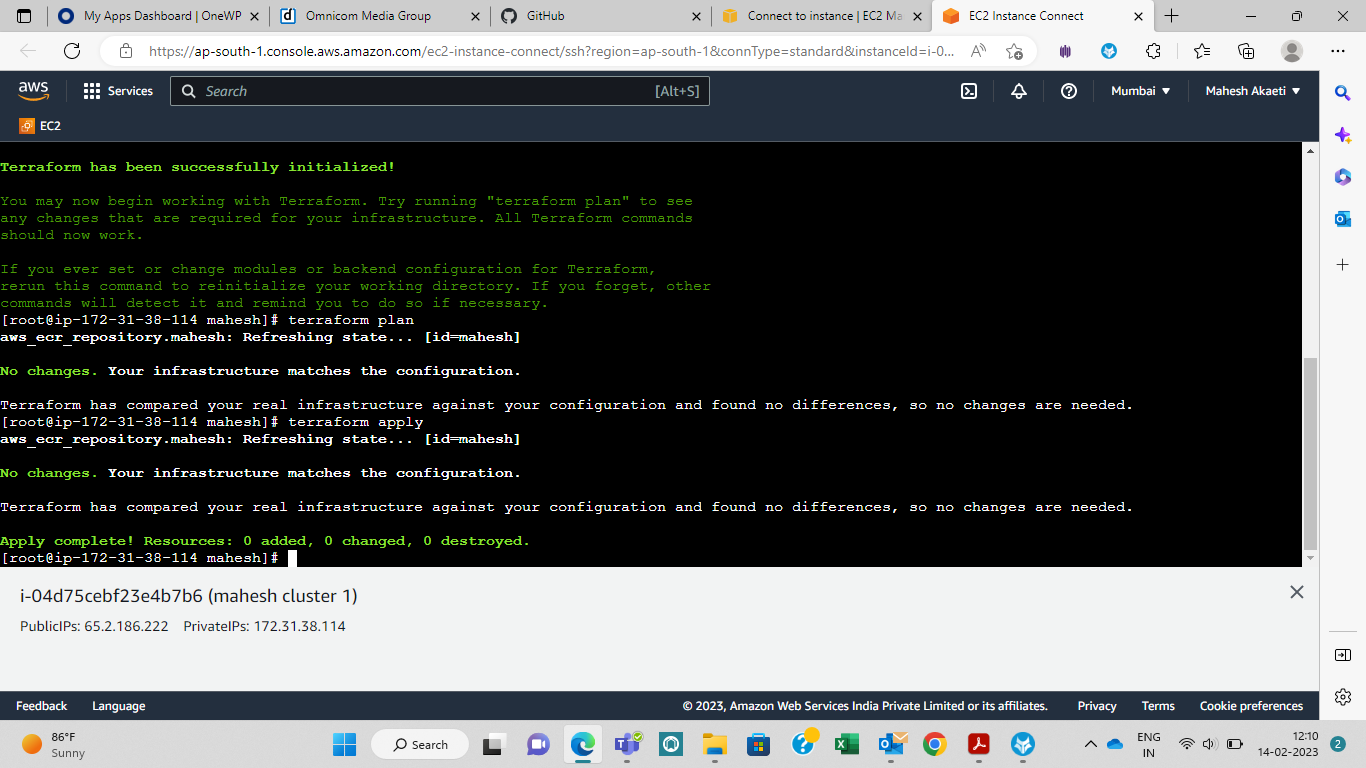 My Apps Dashboard | OneWP
Omnicom Media Group
GitHub
Connect to instance | EC2 Ma
EC2 Instance Connect
https://ap-south-1.console.aws.amazon.com/ec2-instance-connect/ssh?region=ap-south-1&connType=standard&instanceId=i-0...
aws
Services
Search
[Alt+S]
Mumbai
Mahesh Akaeti
EC2
Terraform has been successfully initialized!
You may now begin working with Terraform. Try running "terraform plan" to see
any changes that are required for your infrastructure. All Terraform commands
should now work.
If you ever set or change modules or backend configuration for Terraform,
rerun this command to reinitialize your working directory. If you forget, other
commands will detect it and remind you to do so if necessary.
[root@ip-172-31-38-114 mahesh]# terraform plan
aws_ecr_repository.mahesh: Refreshing state... [id=mahesh]
No changes. Your infrastructure matches the configuration.
Terraform has compared your real infrastructure against your configuration and found no differences, so no changes are needed.
[root@ip-172-31-38-114 mahesh]# terraform apply
aws_ecr_repository.mahesh: Refreshing state... [id=mahesh]
No changes. Your infrastructure matches the configuration.
Terraform has compared your real infrastructure against your configuration and found no differences, so no changes are needed.
Apply complete! Resources: 0 added, 0 changed, 0 destroyed.
[root@ip-172-31-38-114 mahesh]#
i-04d75cebf23e4b7b6 (mahesh cluster 1)
PublicIPs: 65.2.186.222 PrivateIPs: 172.31.38.114
Feedback
Language
© 2023, Amazon Web Services India Private Limited or its affiliates.
Privacy
Terms
Cookie preferences
86°F
Sunny
Search
ENG
IN
12:10
14-02-2023
2